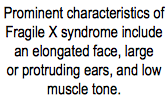 Prominent characteristics of
Fragile X syndrome include
an elongated face, large
or protruding ears, and low
muscle tone.